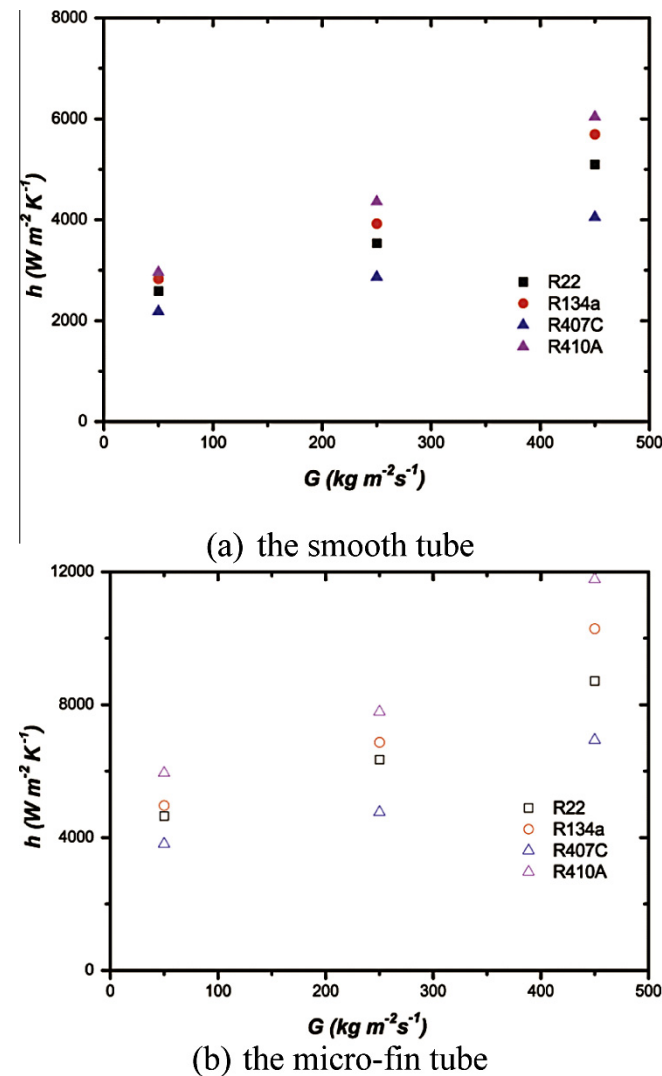 8000
6000
4000
2000
0
h (W m⁻² K⁻¹)
R22
R134a
R407C
R410A
0 100 200 300 400 500
G (kg m⁻²s⁻¹)
(a) the smooth tube
12000
8000
4000
0
h (W m⁻² K⁻¹)
R22
R134a
R407C
R410A
0 100 200 300 400 500
G (kg m⁻²s⁻¹)
(b) the micro-fin tube